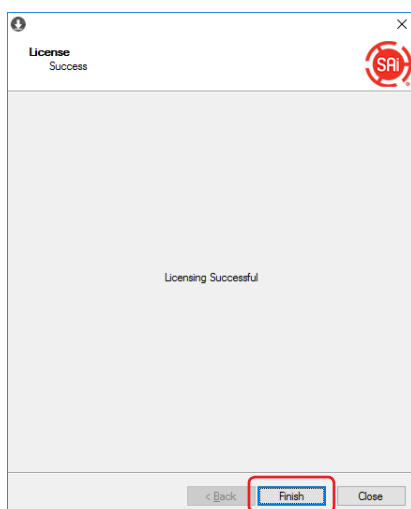 License
Success
SAi
Licensing Successful
< Back
Finish
Close